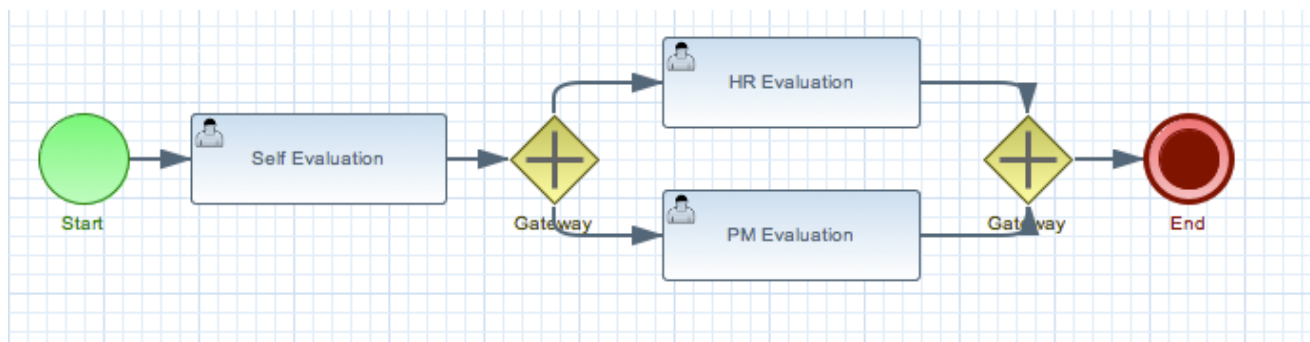 HR Evaluation
Self Evaluation
Start
Gateway
Gateway
End
PM Evaluation